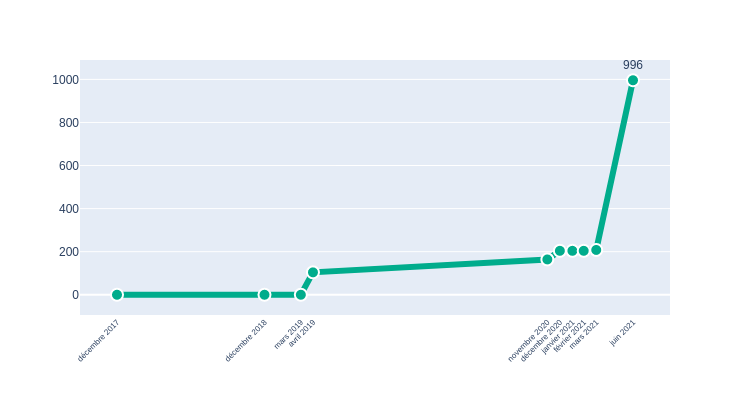 996
1000
800
600
400
200
0
décembre 2017
décembre 2018
mars 2019
avril 2019
novembre 2020
décembre 2020
janvier 2021
février 2021
mars 2021
juin 2021